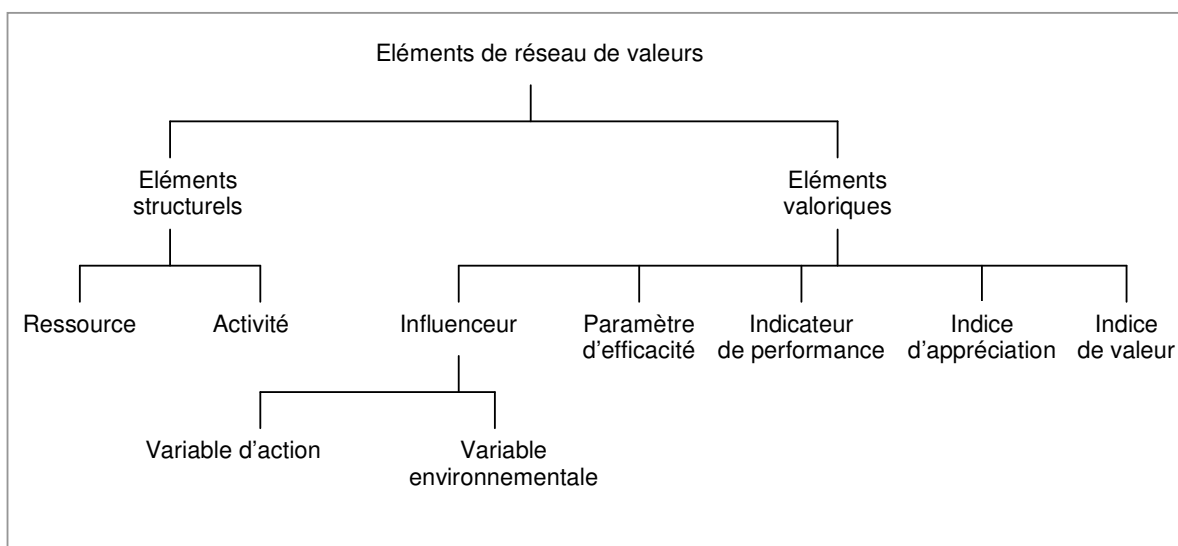 Eléments de réseau de valeurs
Eléments
structurels
Eléments
valoriques
Ressource
Activité
Influenceur
Paramètre
d’efficacité
Indicateur
de performance
Indice
d’appréciation
Indice
de valeur
Variable d’action
Variable
environnementale